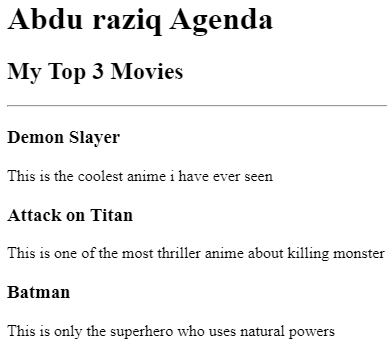 Abdu raziq Agenda
My Top 3 Movies
Demon Slayer
This is the coolest anime i have ever seen
Attack on Titan
This is one of the most thriller anime about killing monster
Batman
This is only the superhero who uses natural powers